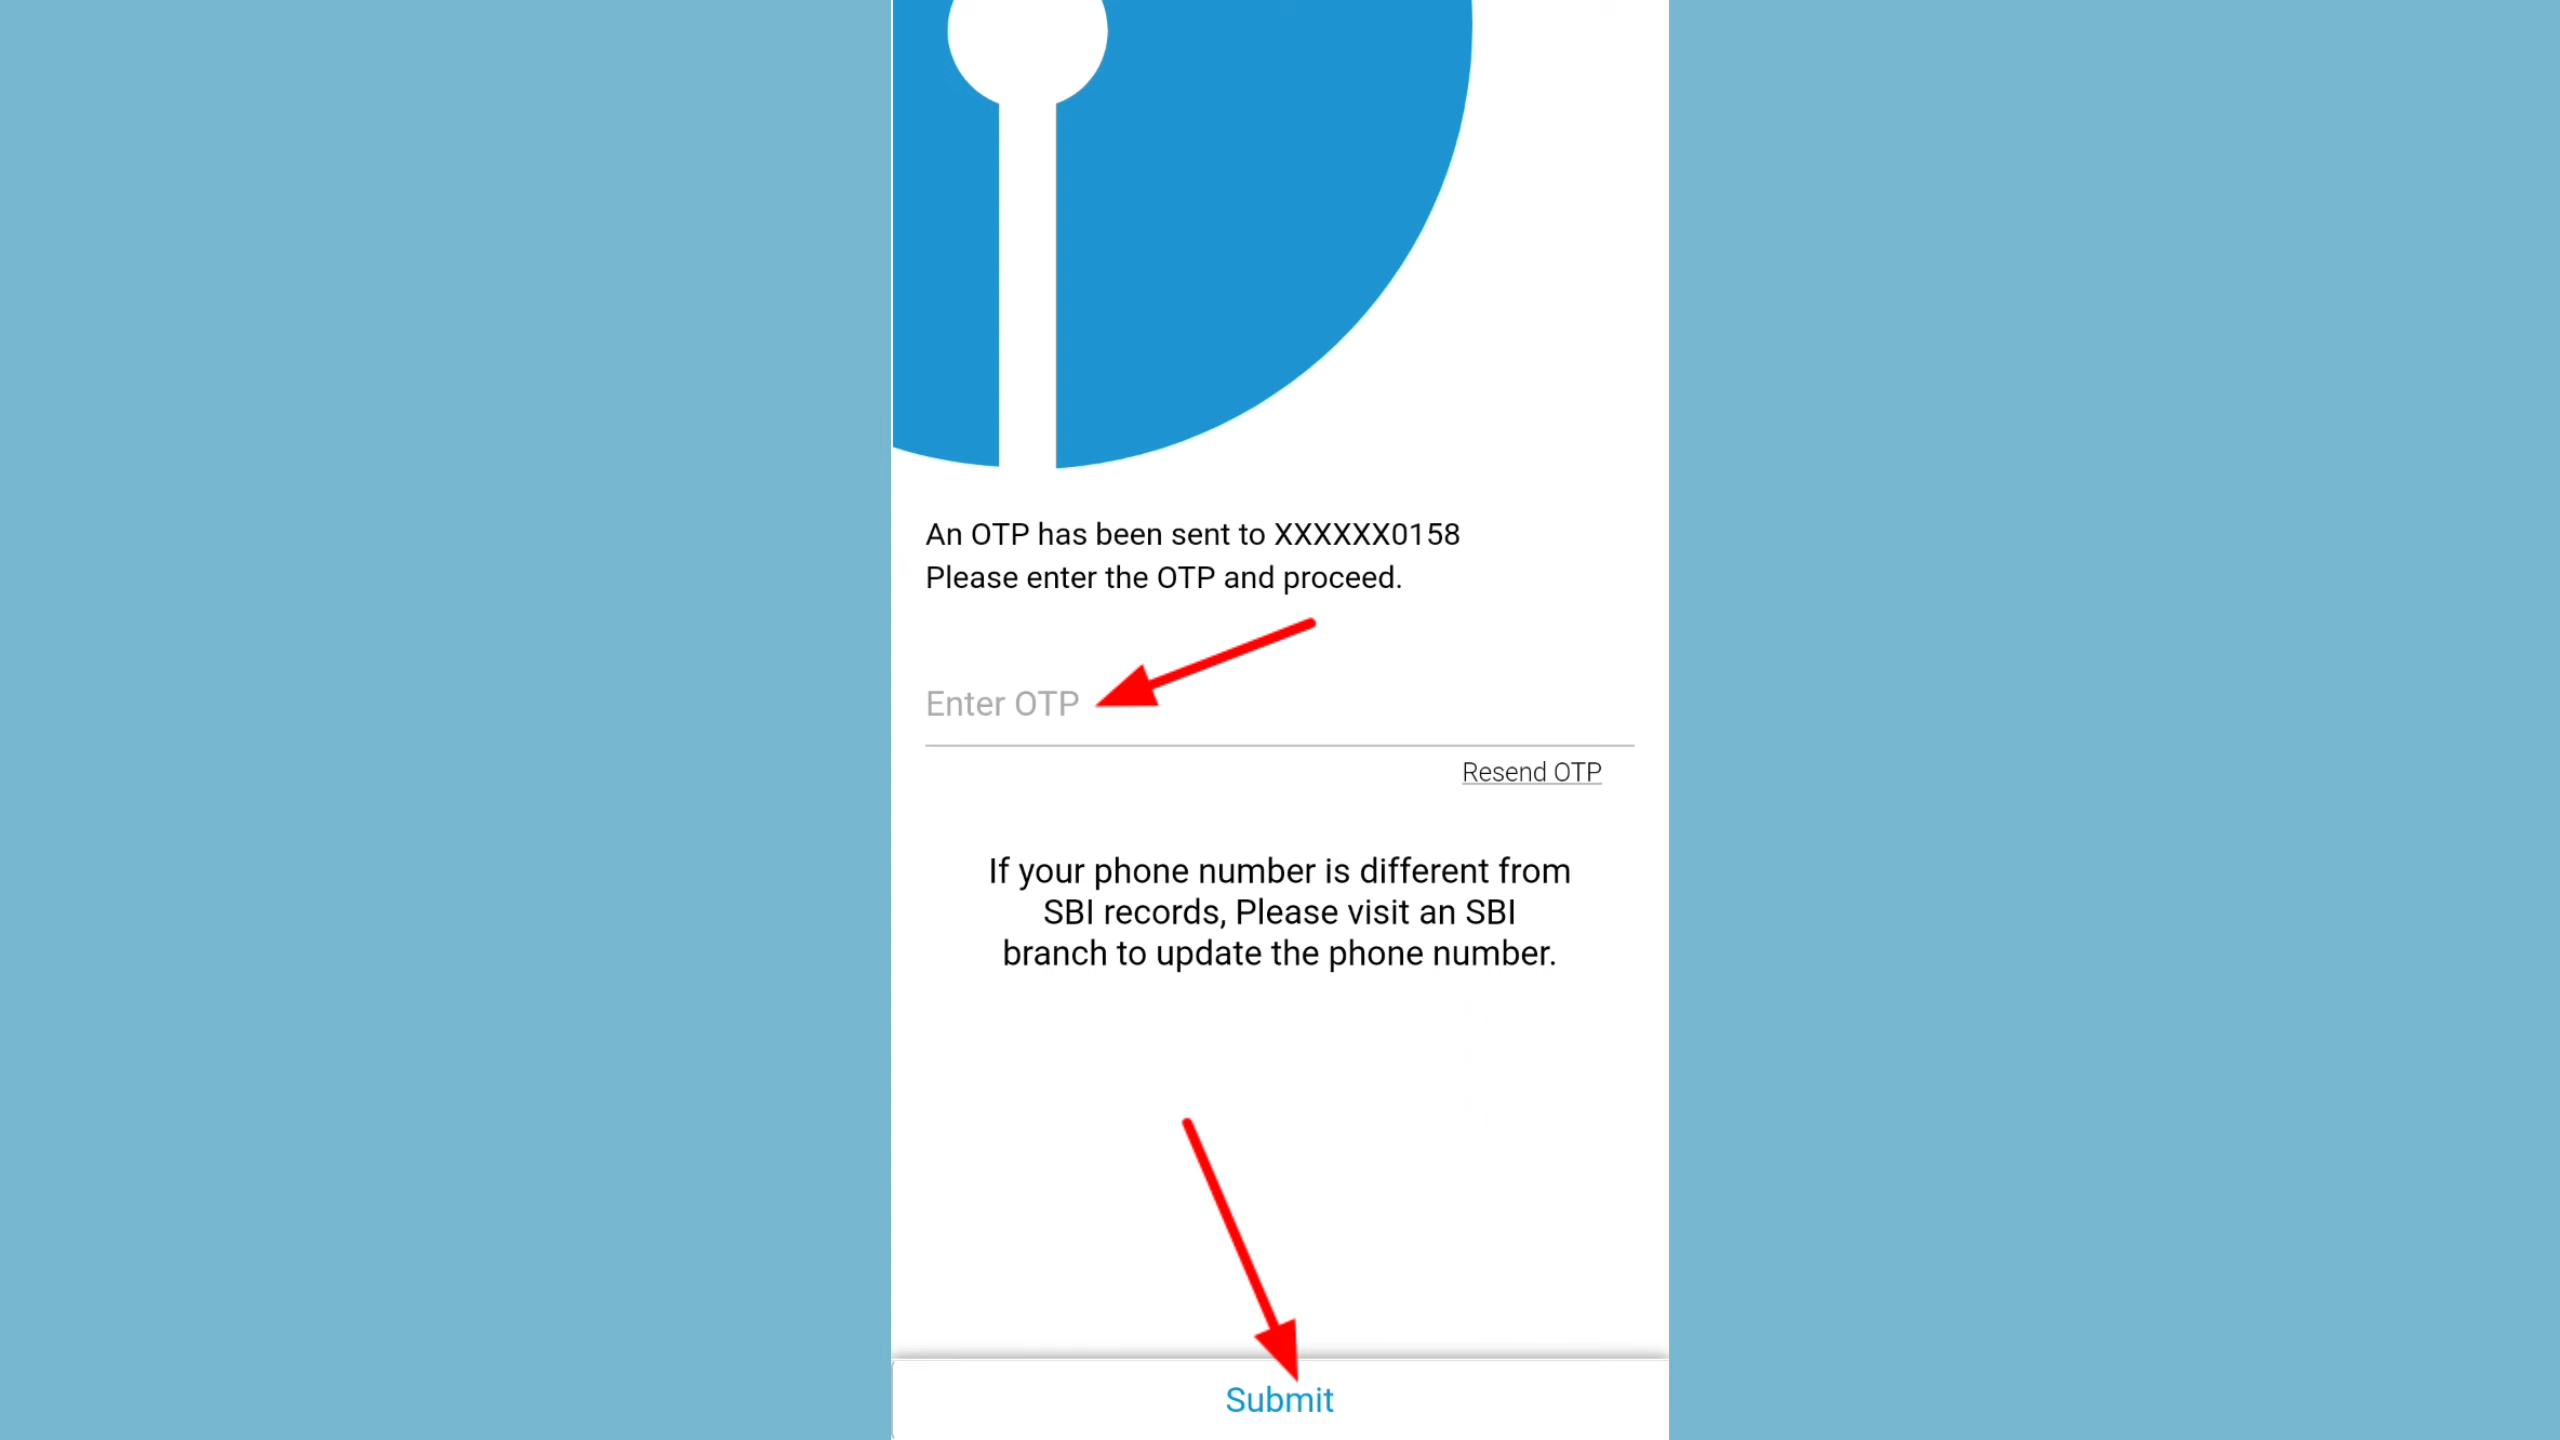 An OTP has been sent to XXXXXX0158
Please enter the OTP and proceed.
Enter OTP
Resend OTP
If your phone number is different from
SBI records, Please visit an SBI
branch to update the phone number.
Submit